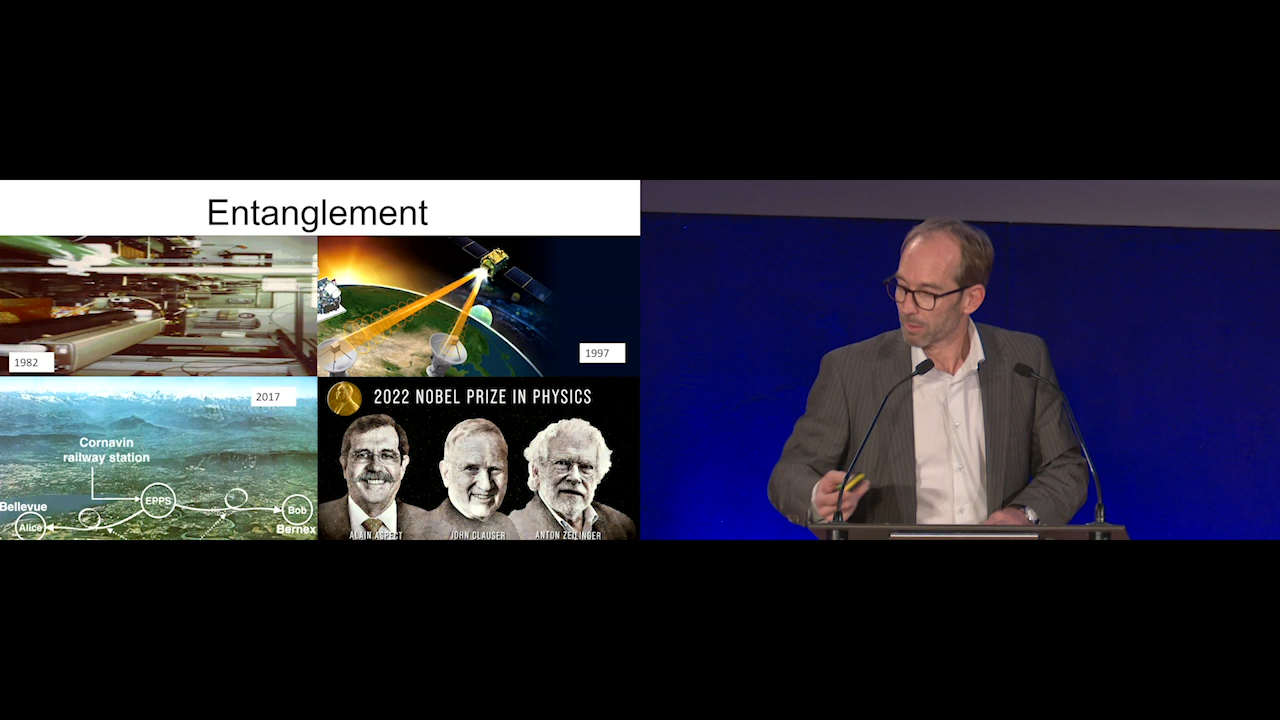 Entanglement
1982
1997
2017
Cornavin
railway station
EPPS
Bellevue
Alice
Bob
Bernex
2022 NOBEL PRIZE IN PHYSICS
ALAIN ASPECT
JOHN CLAUSER
ANTON ZEILINGER